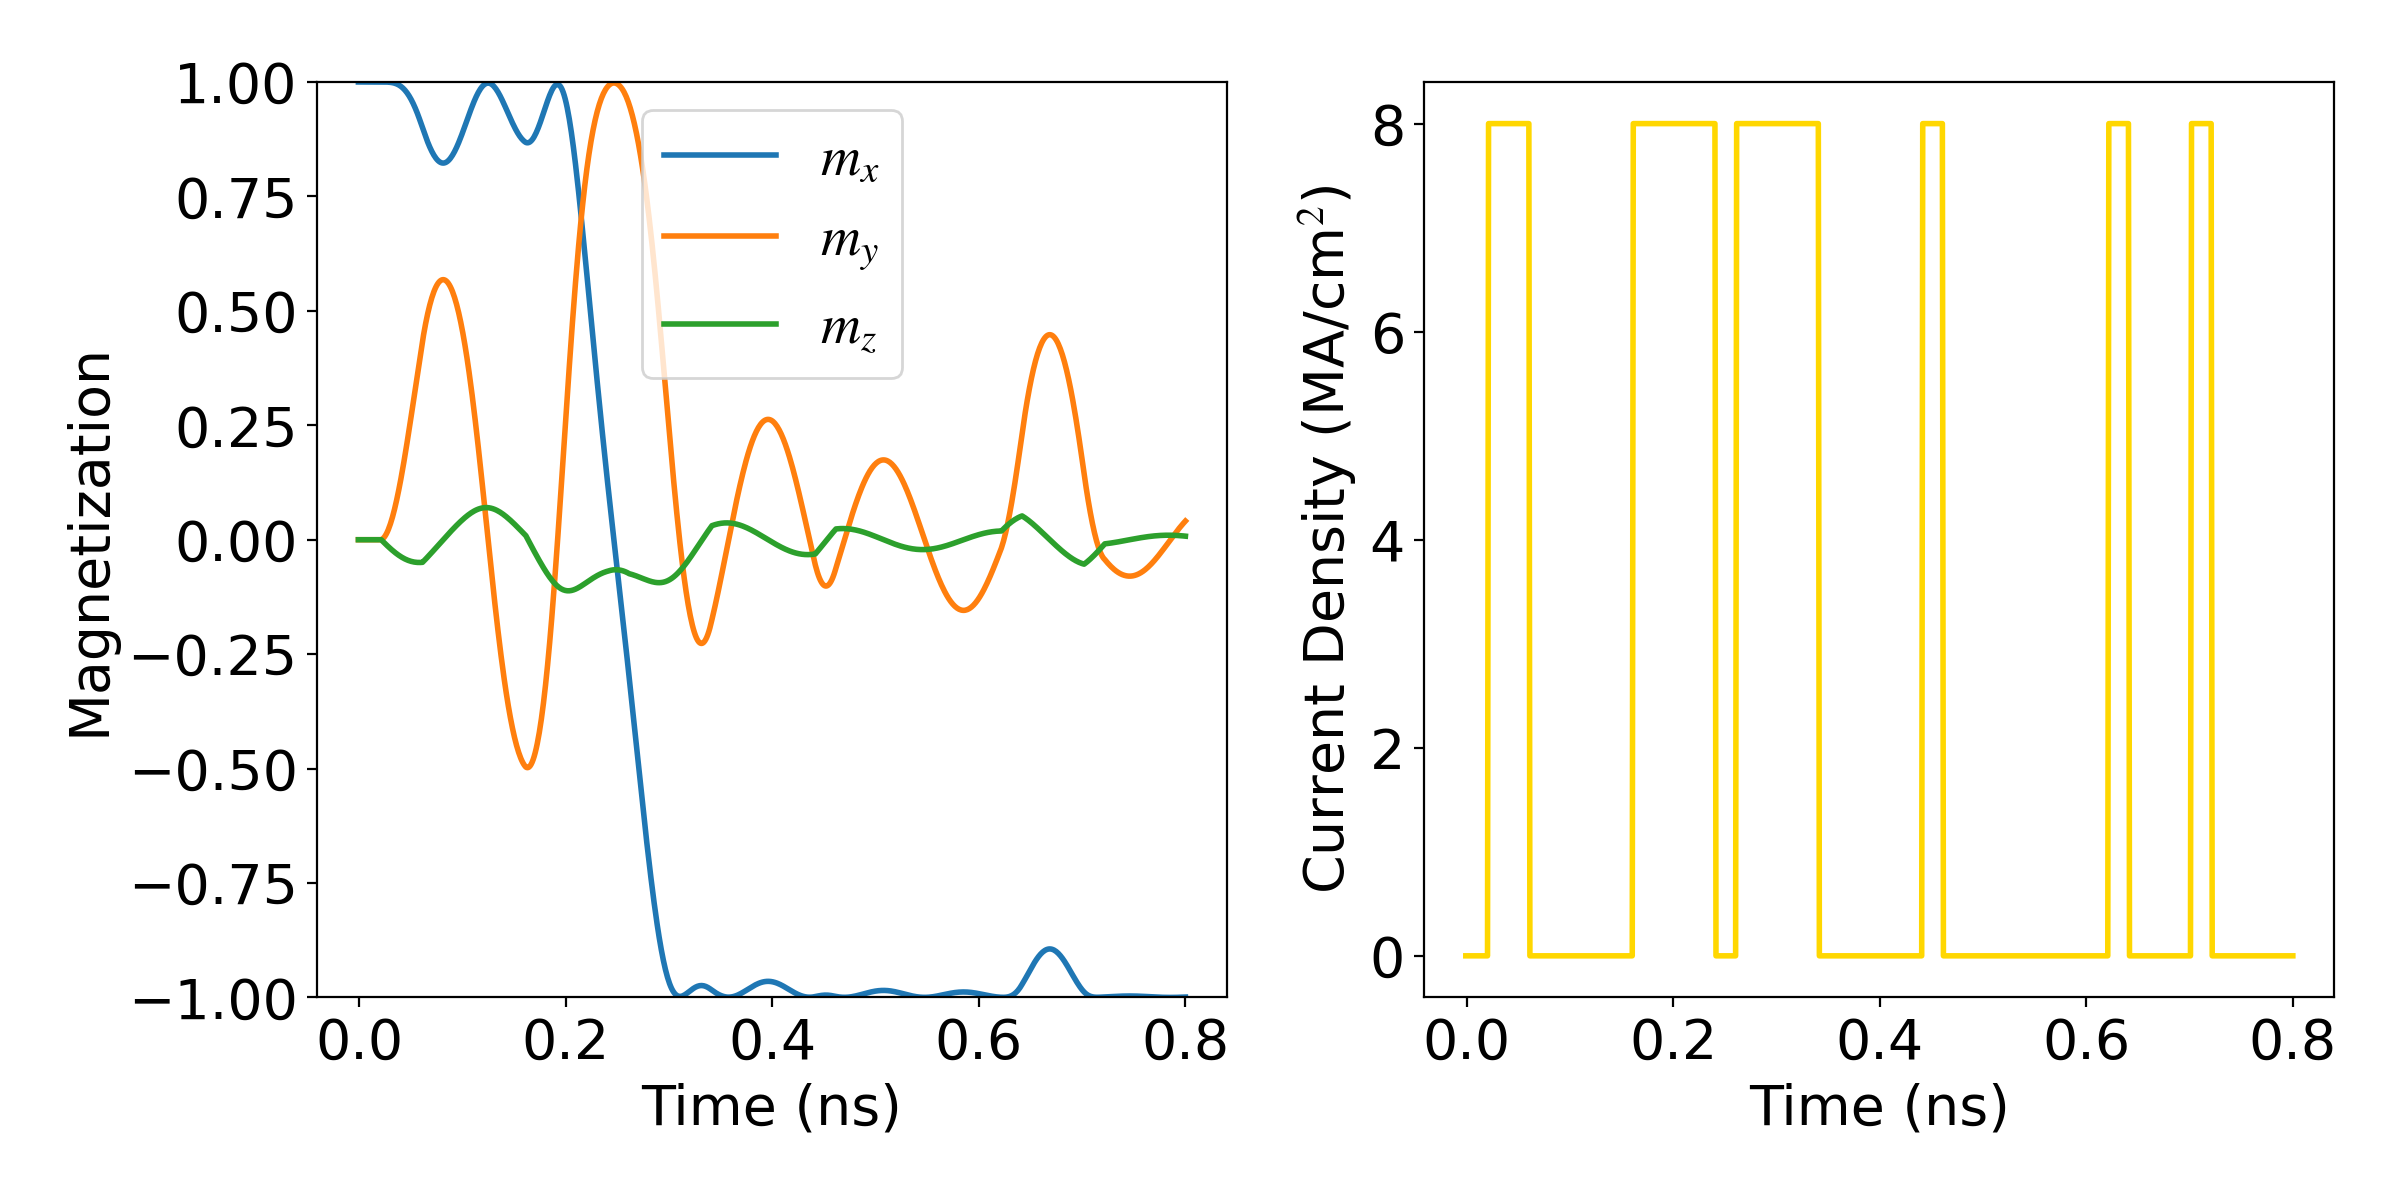 Magnetization
1.00
0.75
0.50
0.25
0.00
−0.25
−0.50
−0.75
−1.00
0.0 0.2 0.4 0.6 0.8
Time (ns)
mₓ
m_y
m_z
Current Density (MA/cm²)
8
6
4
2
0
0.0 0.2 0.4 0.6 0.8
Time (ns)